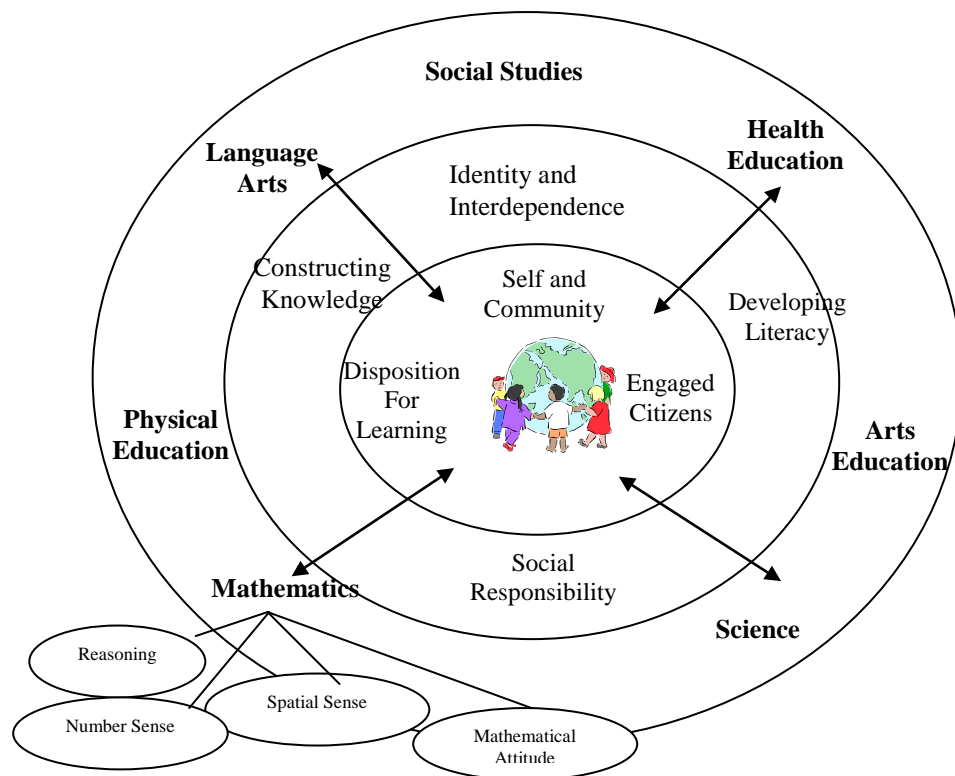 Social Studies
Language
Arts
Health
Education
Identity and
Interdependence
Constructing
Knowledge
Self and
Community
Developing
Literacy
Disposition
For
Learning
Engaged
Citizens
Physical
Education
Arts
Education
Social
Responsibility
Mathematics
Science
Reasoning
Spatial Sense
Number Sense
Mathematical
Attitude